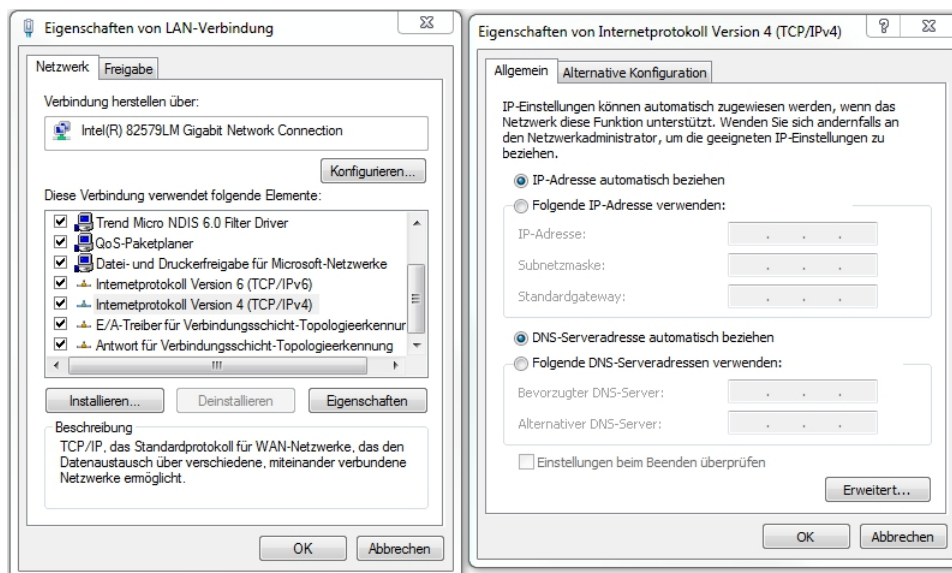 Eigenschaften von LAN-Verbindung
Netzwerk
Freigabe
Verbindung herstellen über:
Intel(R) 82579LM Gigabit Network Connection
Konfigurieren...
Diese Verbindung verwendet folgende Elemente:
Trend Micro NDIS 6.0 Filter Driver
QoS-Paketplaner
Datei- und Druckerfreigabe für Microsoft-Netzwerke
Internetprotokoll Version 6 (TCP/IPv6)
Internetprotokoll Version 4 (TCP/IPv4)
E/A-Treiber für Verbindungsschicht-Topologieerkennur
Antwort für Verbindungsschicht-Topologieerkennung
Installieren...
Deinstallieren
Eigenschaften
Beschreibung
TCP/IP, das Standardprotokoll für WAN-Netzwerke, das den
Datenaustausch über verschiedene, miteinander verbundene
Netzwerke ermöglicht.
OK
Abbrechen
Eigenschaften von Internetprotokoll Version 4 (TCP/IPv4)
Allgemein
Alternative Konfiguration
IP-Einstellungen können automatisch zugewiesen werden, wenn das
Netzwerk diese Funktion unterstützt. Wenden Sie sich andernfalls an
den Netzwerkadministrator, um die geeigneten IP-Einstellungen zu
beziehen.
IP-Adresse automatisch beziehen
Folgende IP-Adresse verwenden:
IP-Adresse:
Subnetzmaske:
Standardgateway:
DNS-Serveradresse automatisch beziehen
Folgende DNS-Serveradressen verwenden:
Bevorzugter DNS-Server:
Alternativer DNS-Server:
Einstellungen beim Beenden überprüfen
Erweitert...
OK
Abbrechen